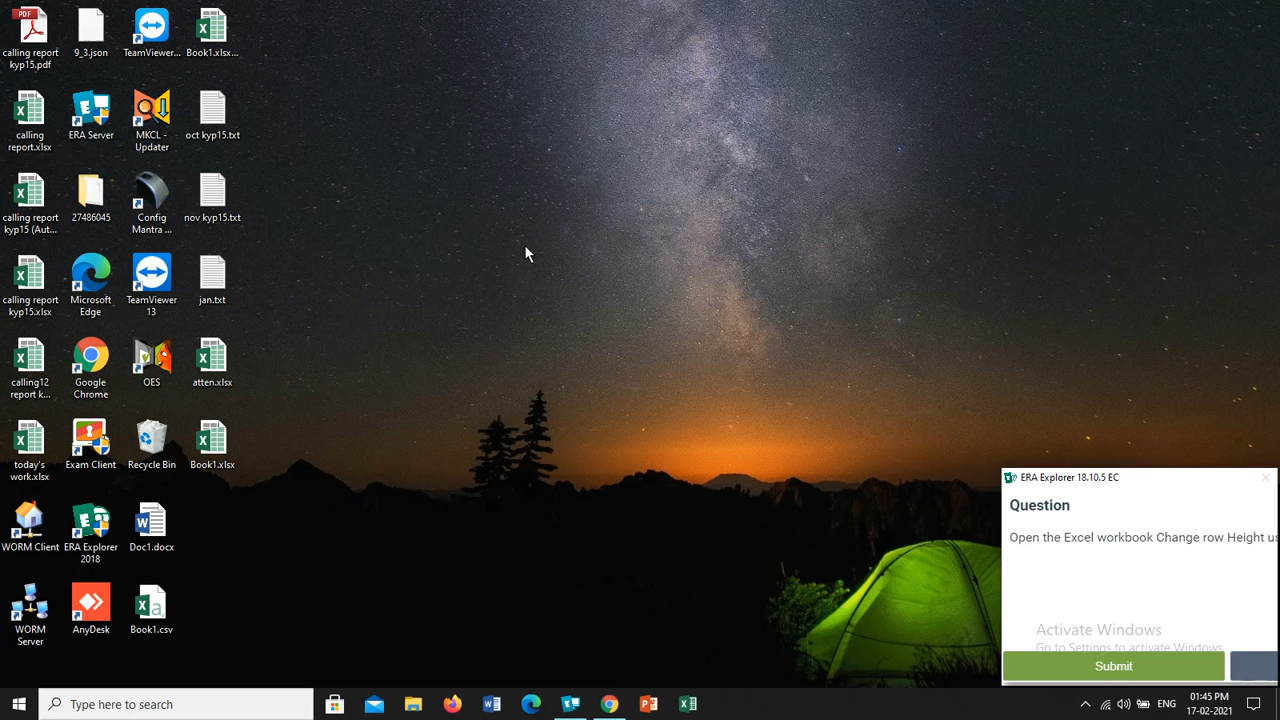 PDF
calling report
kyp15.pdf
9_3.json
TeamViewer...
Book1.xlsx...
calling
report.xlsx
ERA Server
MKCL -
Updater
oct kyp15.txt
calling report
kyp15 (Aut...
27486045
Config
Mantra ...
nov kyp15.txt
calling report
kyp15.xlsx
Microsoft
Edge
TeamViewer
13
jan.txt
calling12
report k...
Google
Chrome
OES
atten.xlsx
today's
work.xlsx
Exam Client
Recycle Bin
Book1.xlsx
WORM Client
ERA Explorer
2018
Doc1.docx
WORM
Server
AnyDesk
Book1.csv
ERA Explorer 18.10.5 EC
Question
Open the Excel workbook Change row Height us
Activate Windows
Go to Settings to activate Windows.
Submit
Type here to search
ENG
01:45 PM
17-02-2021